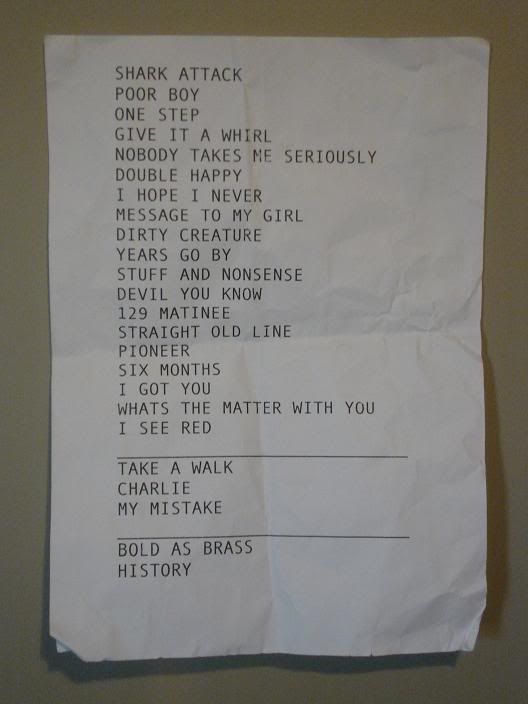 SHARK ATTACK
POOR BOY
ONE STEP
GIVE IT A WHIRL
NOBODY TAKES ME SERIOUSLY
DOUBLE HAPPY
I HOPE I NEVER
MESSAGE TO MY GIRL
DIRTY CREATURE
YEARS GO BY
STUFF AND NONSENSE
DEVIL YOU KNOW
129 MATINEE
STRAIGHT OLD LINE
PIONEER
SIX MONTHS
I GOT YOU
WHATS THE MATTER WITH YOU
I SEE RED
TAKE A WALK
CHARLIE
MY MISTAKE
BOLD AS BRASS
HISTORY